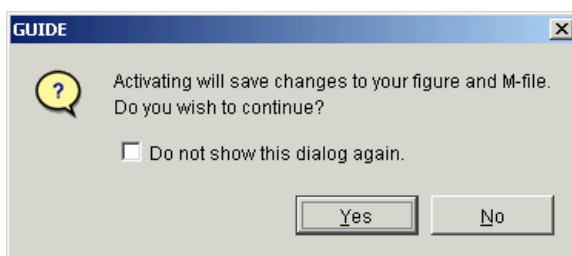 GUIDE
Activating will save changes to your figure and M-file.
Do you wish to continue?
Do not show this dialog again.
Yes No